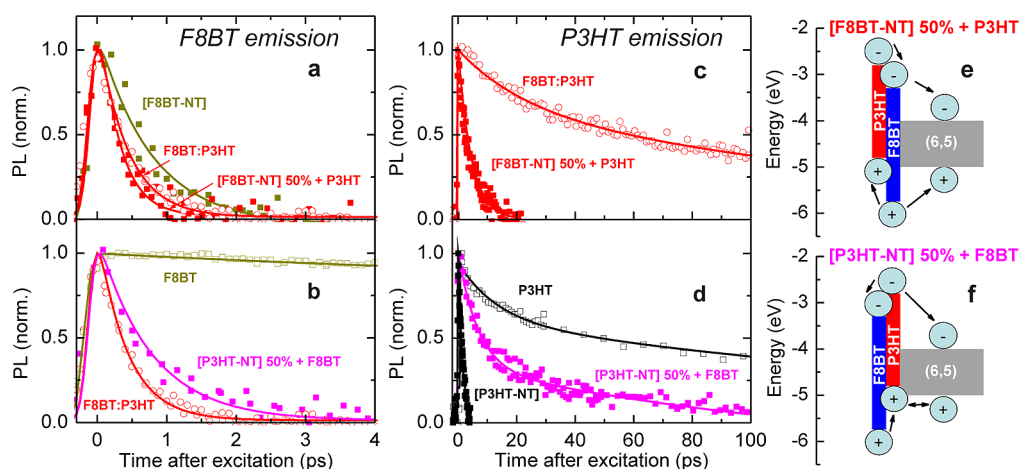 F8BT emission
a
[F8BT-NT]
F8BT:P3HT
[F8BT-NT] 50% + P3HT
PL (norm.)
1.0
0.5
0.0
b
F8BT
[P3HT-NT] 50% + F8BT
F8BT:P3HT
PL (norm.)
1.0
0.5
0.0
0 1 2 3 4
Time after excitation (ps)
P3HT emission
c
F8BT:P3HT
[F8BT-NT] 50% + P3HT
PL (norm.)
1.0
0.5
0.0
d
P3HT
[P3HT-NT] 50% + F8BT
[P3HT-NT]
PL (norm.)
1.0
0.5
0.0
0 20 40 60 80 100
Time after excitation (ps)
[F8BT-NT] 50% + P3HT
e
Energy (eV)
-2
-3
-4
-5
-6
P3HT
F8BT
(6,5)
-
-
-
+
+
+
[P3HT-NT] 50% + F8BT
f
Energy (eV)
-2
-3
-4
-5
-6
F8BT
P3HT
(6,5)
-
-
-
+
+
+